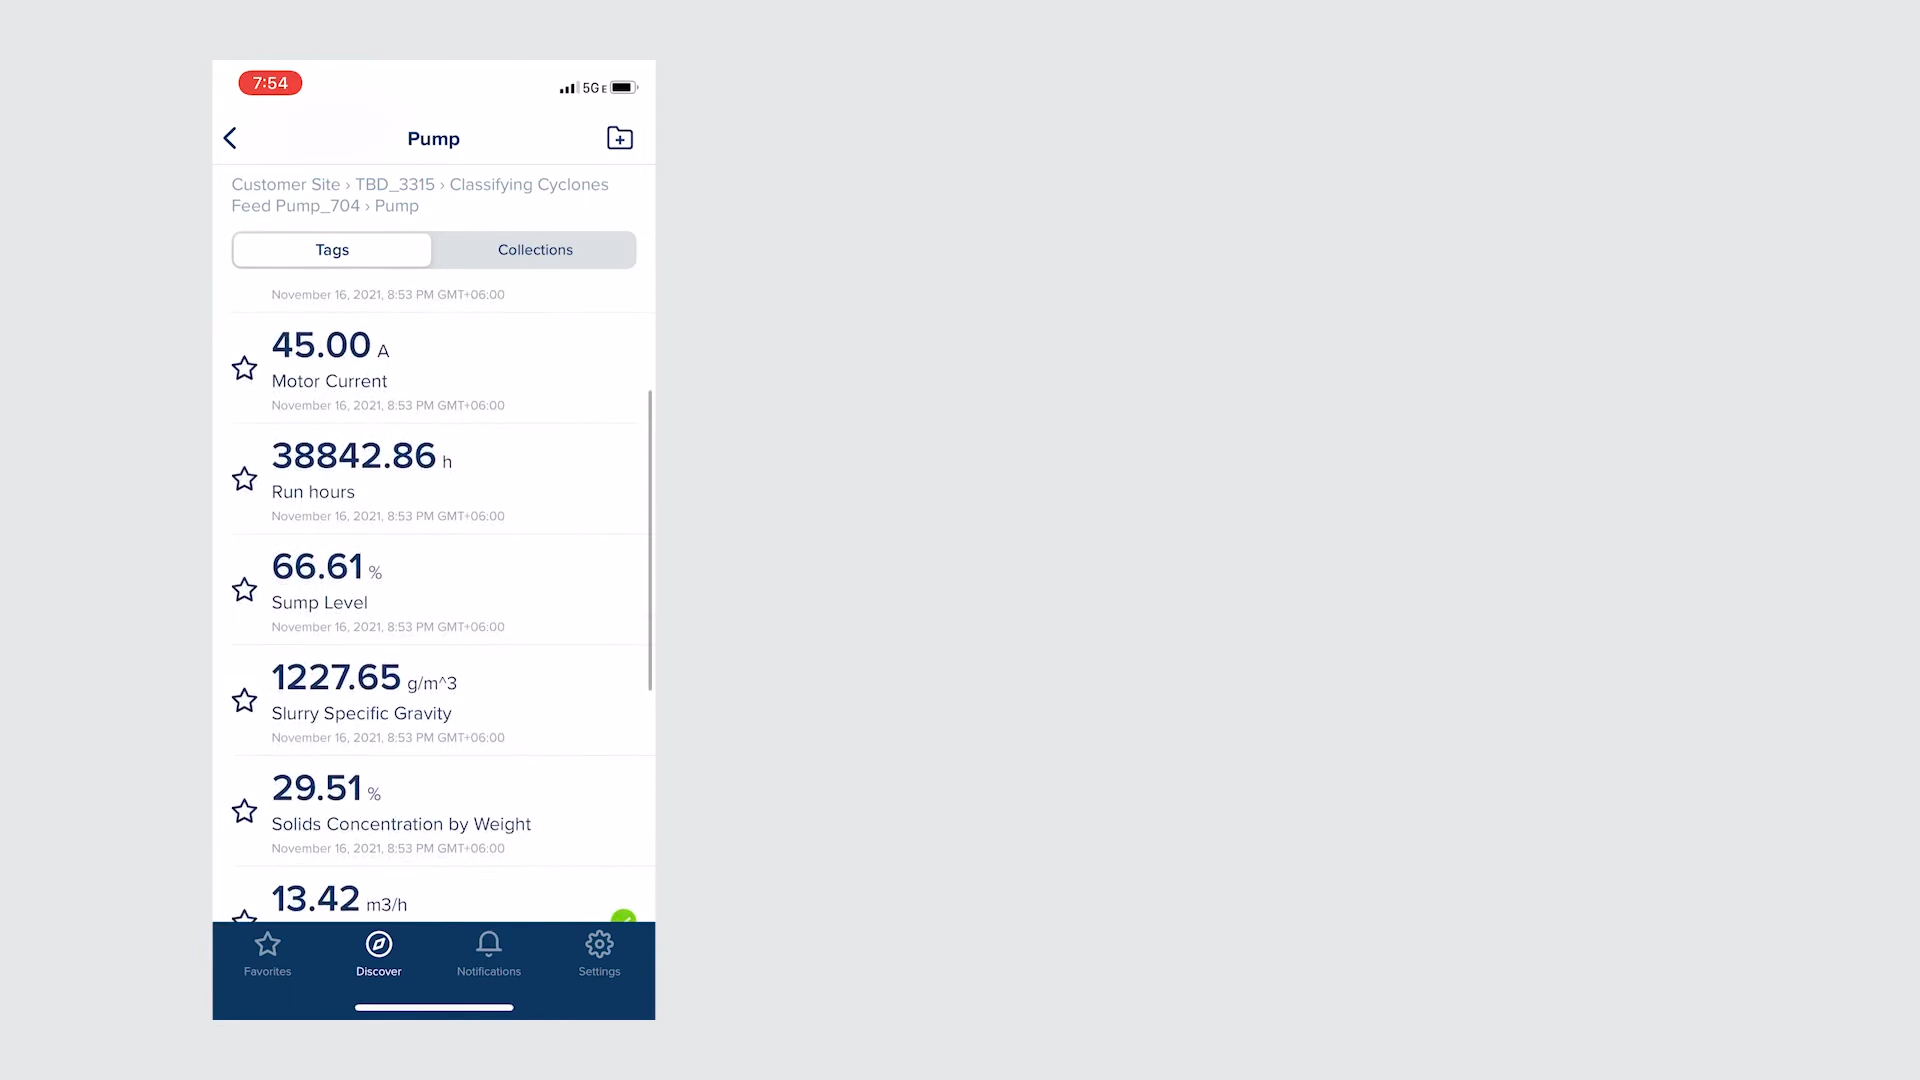 7:54
5GE
Pump
Customer Site › TBD_3315 › Classifying Cyclones
Feed Pump_704 › Pump
Tags
Collections
November 16, 2021, 8:53 PM GMT+06:00
45.00 A
Motor Current
November 16, 2021, 8:53 PM GMT+06:00
38842.86 h
Run hours
November 16, 2021, 8:53 PM GMT+06:00
66.61 %
Sump Level
November 16, 2021, 8:53 PM GMT+06:00
1227.65 g/m^3
Slurry Specific Gravity
November 16, 2021, 8:53 PM GMT+06:00
29.51 %
Solids Concentration by Weight
November 16, 2021, 8:53 PM GMT+06:00
13.42 m3/h
Favorites
Discover
Notifications
Settings